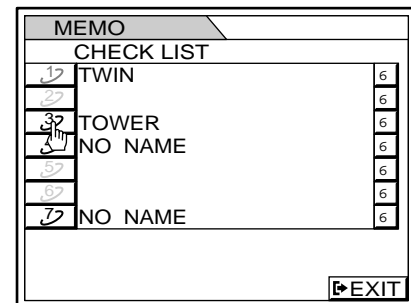 MEMO
CHECK LIST
1 TWIN 6
2 6
3 TOWER 6
NO NAME 6
5 6
6 6
7 NO NAME 6
EXIT